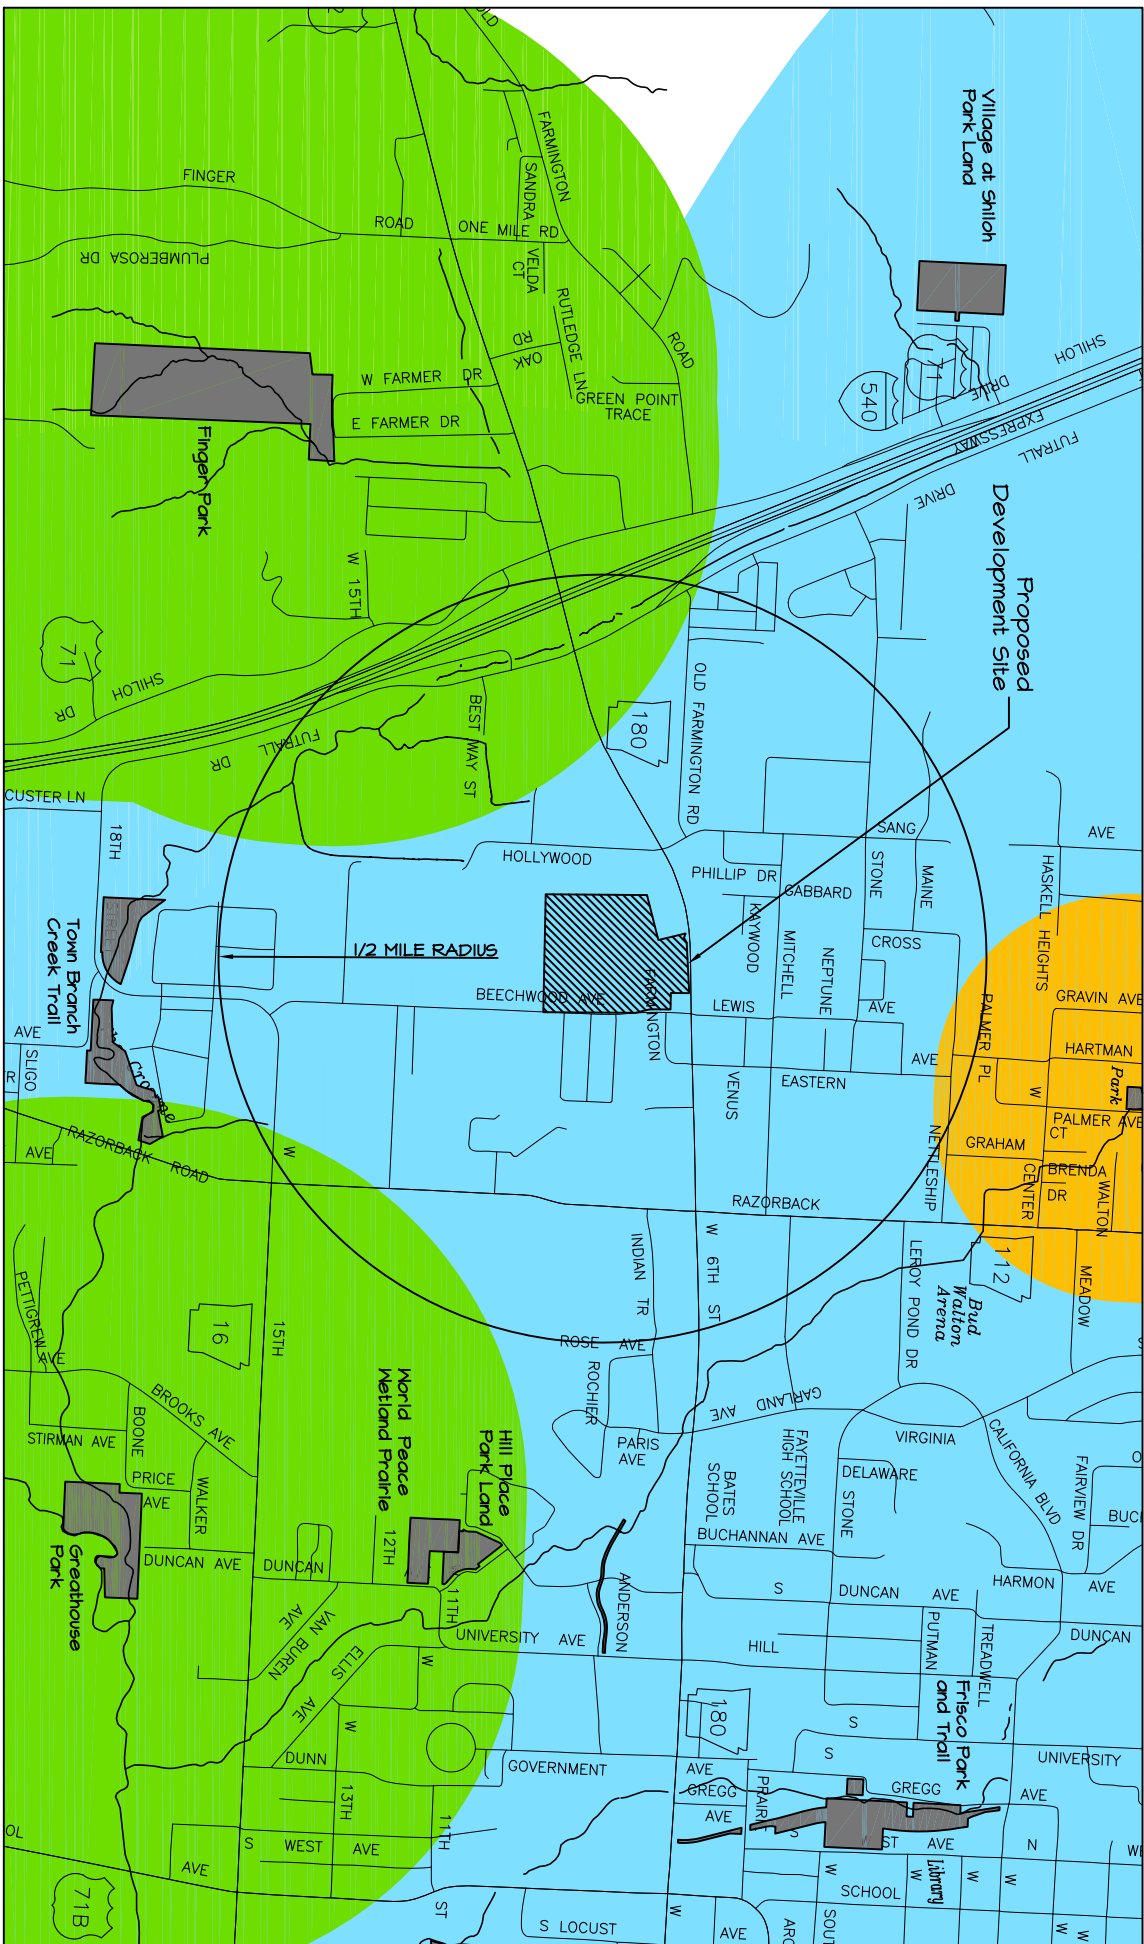 OLD
FARMINGTON
SANDRA
FINGER
ROAD
ONE MILE RD
PLUMBEROSA DR
VELDA
CT
RUTLEDGE LN
OAK
RD
ROAD
W FARMER DR
E FARMER DR
GREEN POINT
TRACE
Finger Park
W 15TH
71
SHILOH
DR
FUTRALL
DR
BEST WAY ST
Village at Shiloh
Park Land
71
540
SHILOH
DRIVE
EXPRESSWAY
FUTRALL
DRIVE
Proposed
Development Site
180
OLD FARMINGTON RD
CUSTER LN
18TH
STREET
HOLLYWOOD
PHILLIP DR
GABBARD
SANG
STONE
MAINE
AVE
HASKELL HEIGHTS
KAYWOOD
MITCHELL
NEPTUNE
CROSS
Town Branch
Creek Trail
1/2 MILE RADIUS
BEECHWOOD AVE
FARMINGTON
LEWIS
AVE
PALMER PL
GRAVIN AVE
HARTMAN
AVE
SLIGO
VENUS
EASTERN
AVE
W
Park
PALMER AVE
CT
RAZORBACK ROAD
AVE
W
NETTLESHIP
GRAHAM
CENTER
BRENDA
DR
WALTON
RAZORBACK
112
MEADOW
INDIAN TR
W 6TH ST
LEROY POND DR
Bud
Walton
Arena
PETTIGREW
AVE
16
15TH
ROSE AVE
ROCHIER
GARLAND
AVE
BROOKS AVE
STIRMAN AVE
BOONE
PRICE
AVE
WALKER
World Peace
Wetland Prairie
Hill Place
Park Land
PARIS
AVE
FAYETTEVILLE
HIGH SCHOOL
BATES
SCHOOL
VIRGINIA
DELAWARE
STONE
CALIFORNIA BLVD
FAIRVIEW DR
BUCHANNAN AVE
12TH
DUNCAN AVE
DUNCAN
Greathouse
Park
11TH
ANDERSON
S
DUNCAN
AVE
HARMON
AVE
VAN BUREN
AVE
ELLIS
AVE
UNIVERSITY AVE
W
HILL
PUTMAN
TREADWELL
DUNCAN
Frisco Park
and Trail
180
S
S
W
DUNN
13TH
GOVERNMENT
AVE
GREGG
AVE
PRAIRIE
GREGG
AVE
UNIVERSITY
S
WEST
AVE
11TH
S
ST
AVE
N
AVE
71B
ST
S LOCUST
W
AVE
W
SCHOOL
W
Library
W
W
W
W